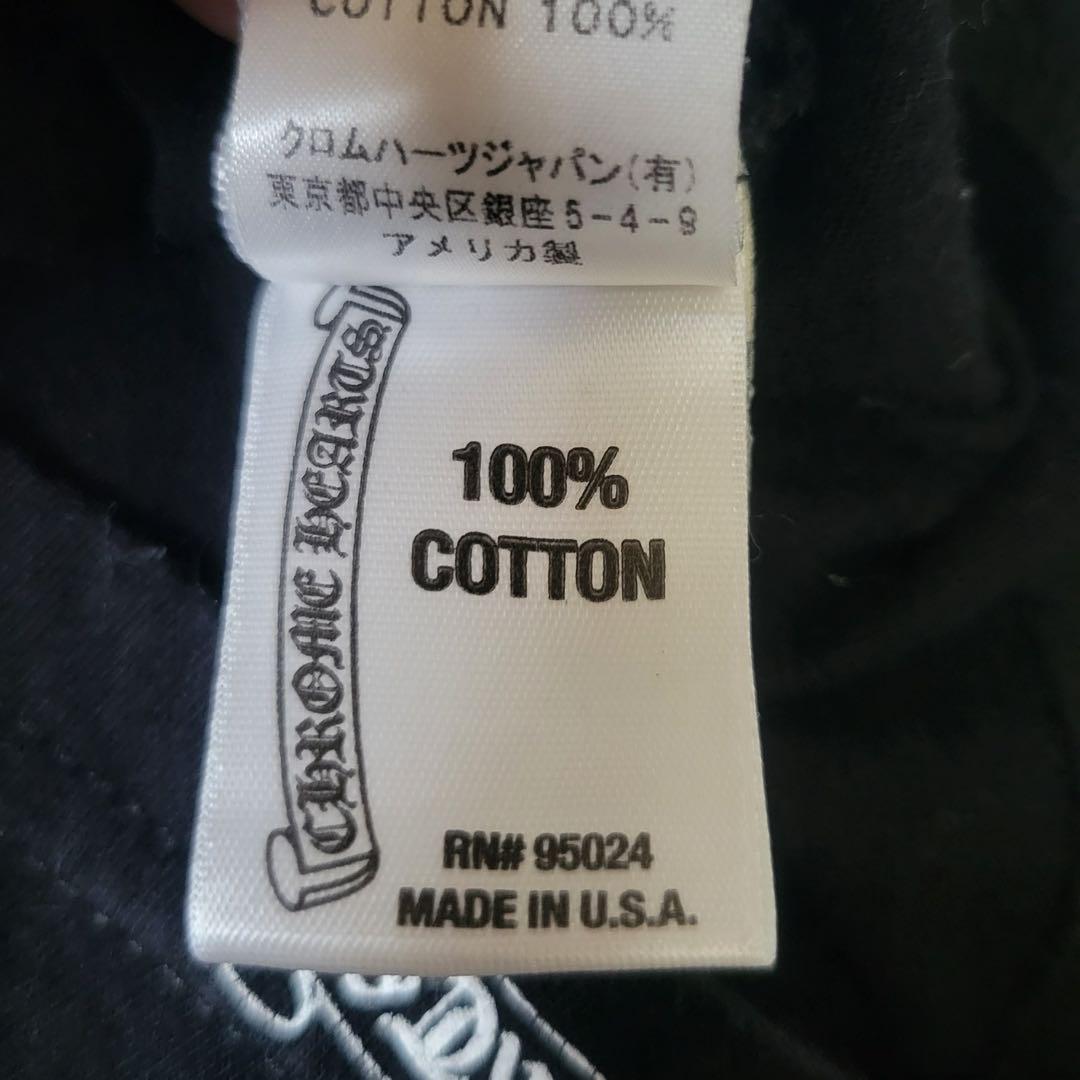 COTTON 100%
クロムハーツジャパン(有)
東京都中央区銀座5-4-9
アメリカ製
CHROME HEARTS
100%
COTTON
RN# 95024
MADE IN U.S.A.